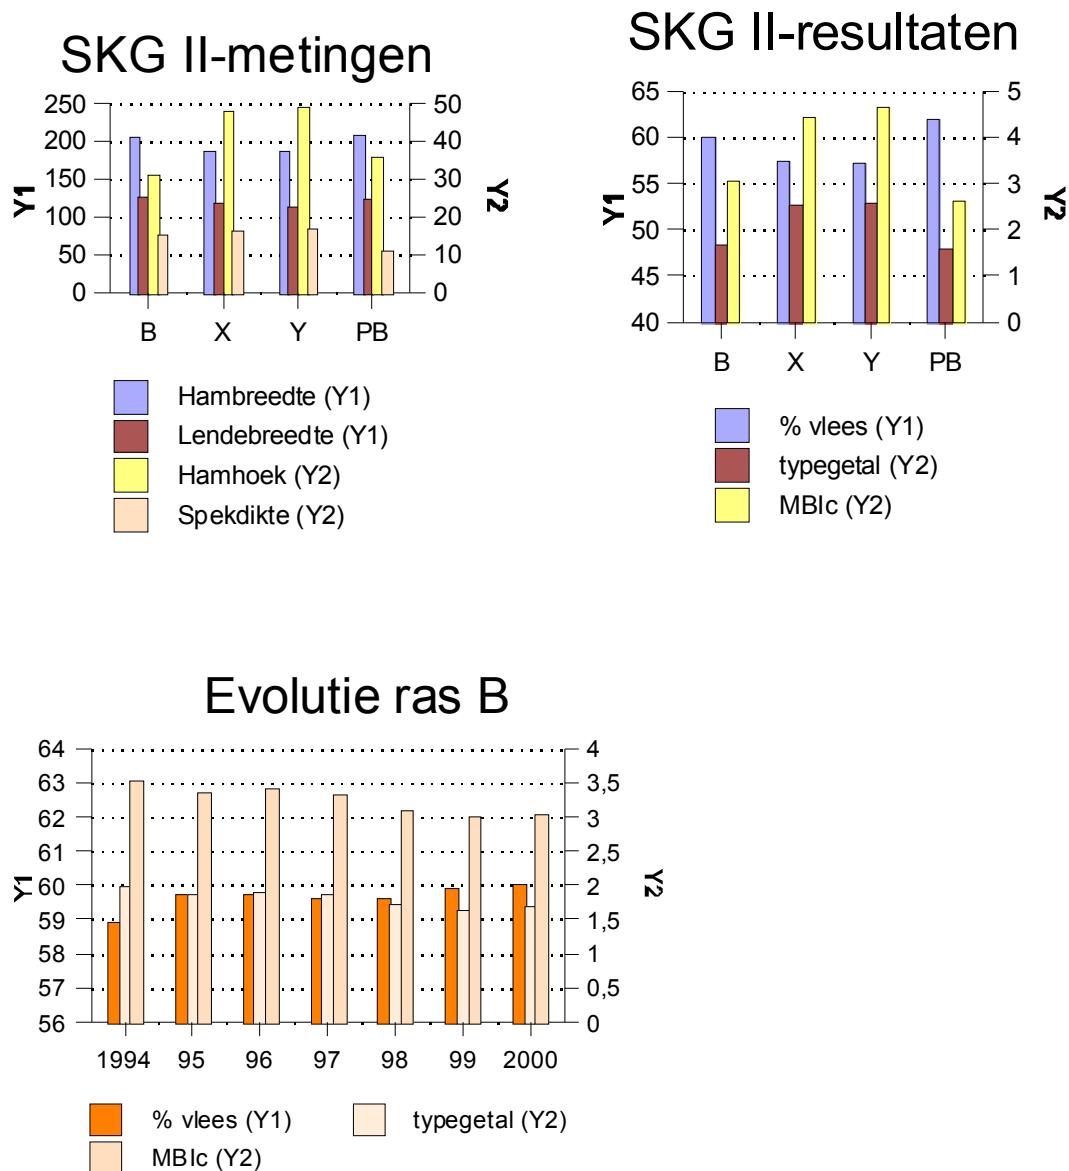 SKG II-metingen
250
200
150
100
50
0
Y1
50
40
30
20
10
0
Y2
B X Y PB
Hambreedte (Y1)
Lendebreedte (Y1)
Hamhoek (Y2)
Spekdikte (Y2)
SKG II-resultaten
65
60
55
50
45
40
Y1
5
4
3
2
1
0
Y2
B X Y PB
% vlees (Y1)
typegetal (Y2)
MBIc (Y2)
Evolutie ras B
64
63
62
61
60
59
58
57
56
Y1
4
3,5
3
2,5
2
1,5
1
0,5
0
Y2
1994 95 96 97 98 99 2000
% vlees (Y1) typegetal (Y2)
MBIc (Y2)